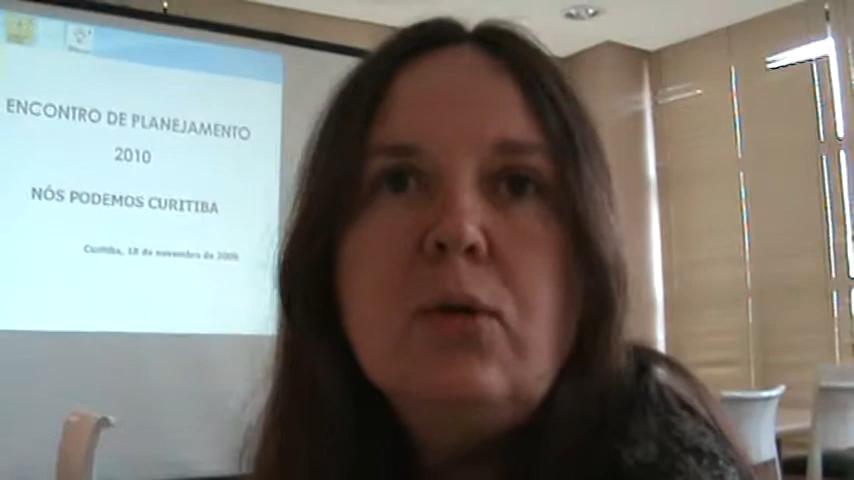 ENCONTRO DE PLANEJAMENTO
2010
NÓS PODEMOS CURITIBA
Curitiba, 18 de novembro de 2009